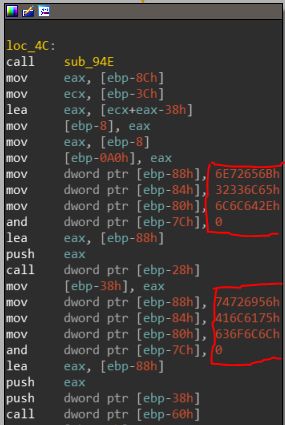 loc_4C:
call sub_94E
mov eax, [ebp-8Ch]
mov ecx, [ebp-3Ch]
lea eax, [ecx+eax-38h]
mov [ebp-8], eax
mov eax, [ebp-8]
mov [ebp-0A0h], eax
mov dword ptr [ebp-88h], 6E72656Bh
mov dword ptr [ebp-84h], 32336C65h
mov dword ptr [ebp-80h], 6C6C642Eh
and dword ptr [ebp-7Ch], 0
lea eax, [ebp-88h]
push eax
call dword ptr [ebp-28h]
mov [ebp-38h], eax
mov dword ptr [ebp-88h], 74726956h
mov dword ptr [ebp-84h], 416C6175h
mov dword ptr [ebp-80h], 636F6C6Ch
and dword ptr [ebp-7Ch], 0
lea eax, [ebp-88h]
push eax
push dword ptr [ebp-38h]
call dword ptr [ebp-60h]